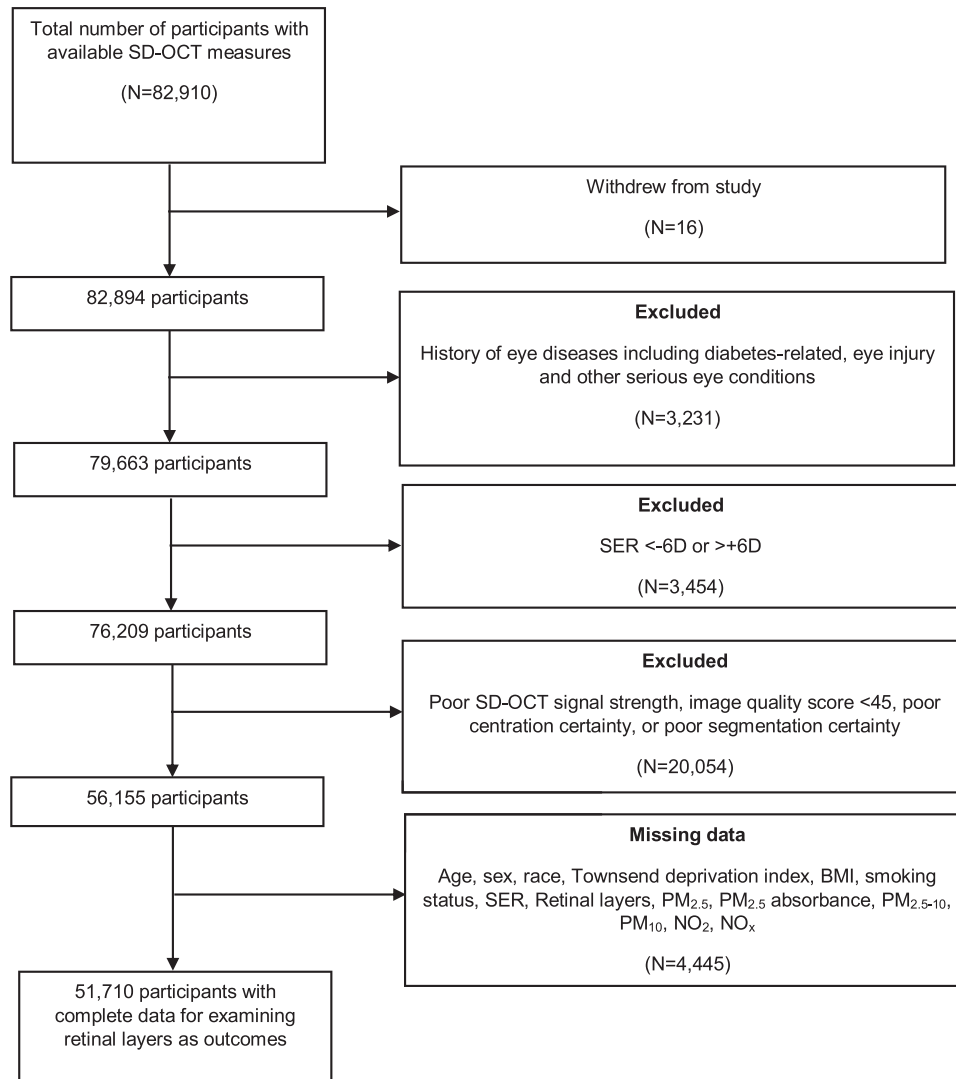 Total number of participants with
available SD-OCT measures
(N=82,910)
Withdrew from study
(N=16)
82,894 participants
Excluded
History of eye diseases including diabetes-related, eye injury
and other serious eye conditions
(N=3,231)
79,663 participants
Excluded
SER <-6D or >+6D
(N=3,454)
76,209 participants
Excluded
Poor SD-OCT signal strength, image quality score <45, poor
centration certainty, or poor segmentation certainty
(N=20,054)
56,155 participants
Missing data
Age, sex, race, Townsend deprivation index, BMI, smoking
status, SER, Retinal layers, PM2.5, PM2.5 absorbance, PM2.5-10,
PM10, NO2, NOx
(N=4,445)
51,710 participants with
complete data for examining
retinal layers as outcomes